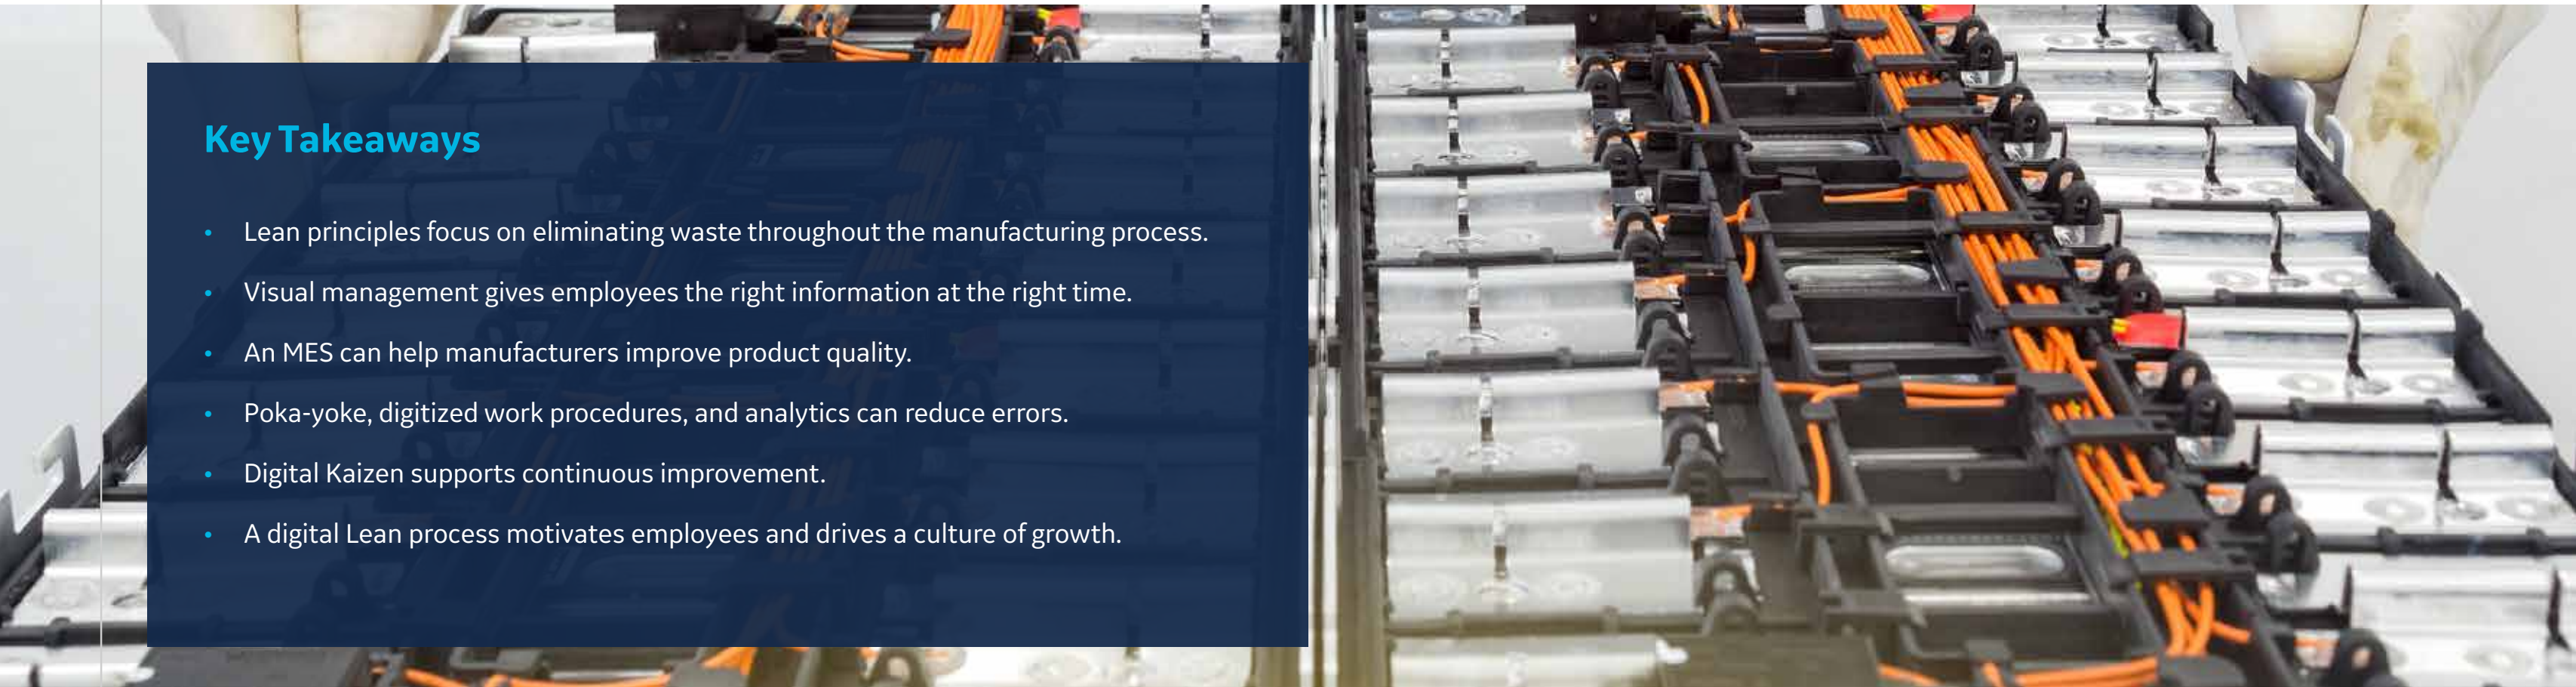 Key Takeaways
• Lean principles focus on eliminating waste throughout the manufacturing process.
• Visual management gives employees the right information at the right time.
• An MES can help manufacturers improve product quality.
• Poka-yoke, digitized work procedures, and analytics can reduce errors.
• Digital Kaizen supports continuous improvement.
• A digital Lean process motivates employees and drives a culture of growth.